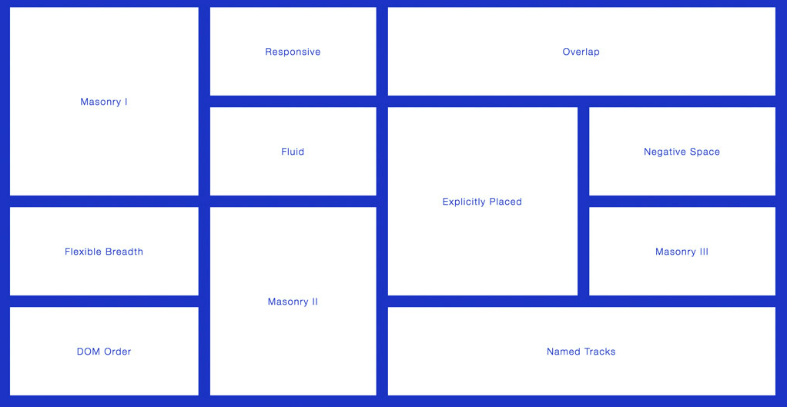 Masonry I
Responsive
Overlap
Fluid
Explicitly Placed
Negative Space
Flexible Breadth
Masonry II
Masonry III
DOM Order
Named Tracks